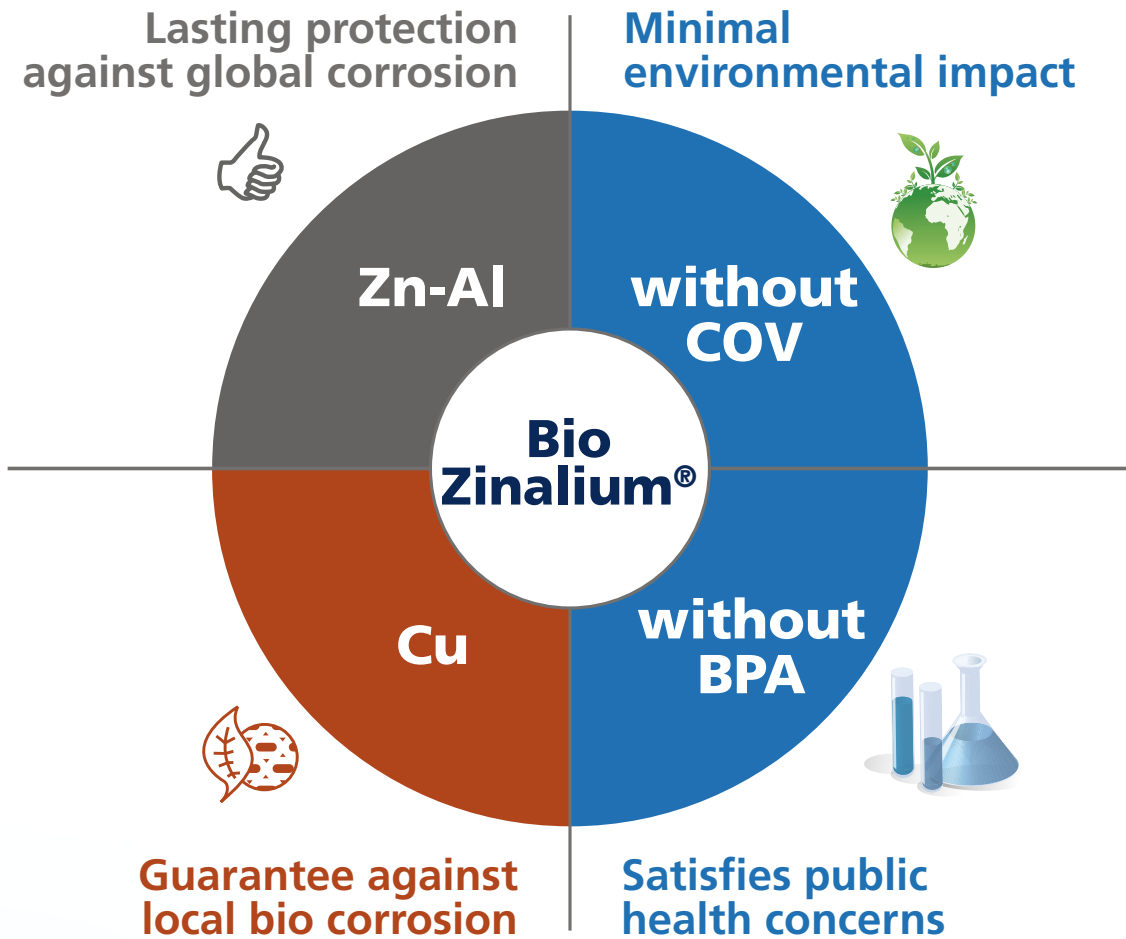 Lasting protection
against global corrosion
Minimal
environmental impact
Zn-Al
without
COV
Bio
Zinalium®
Cu
without
BPA
Guarantee against
local bio corrosion
Satisfies public
health concerns